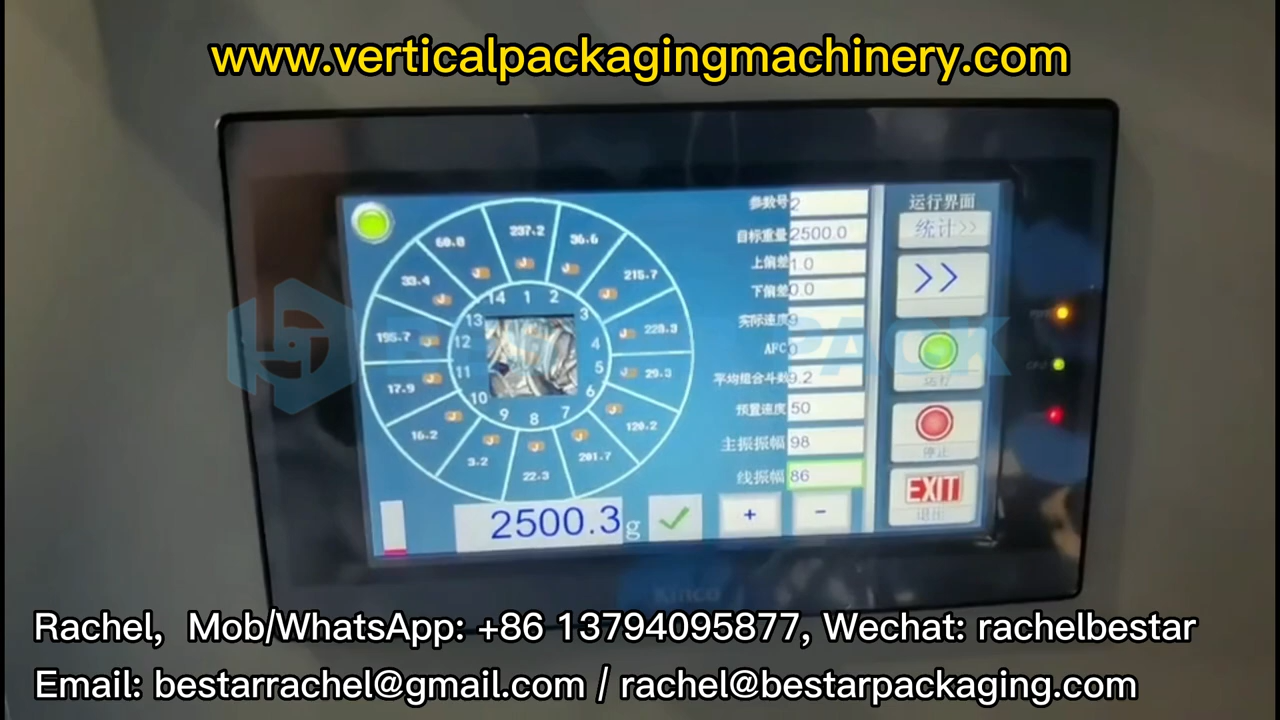 www.verticalpackagingmachinery.com
运行界面
统计>>
>>
运行
停止
EXIT
退出
参数号 2
目标重量 2500.0
上偏差 1.0
下偏差 0.0
实际速度
AFC 0
平均组合斗数 .2
预置速度 50
主振振幅 98
线振幅 86
237.2
36.6
215.7
228.3
29.3
120.2
201.7
22.3
3.2
16.2
17.9
195.7
33.4
60.0
1
2
3
4
5
6
7
8
9
10
11
12
13
14
2500.3 g
+
-
Kinco
Rachel, Mob/WhatsApp: +86 13794095877, Wechat: rachelbestar
Email: bestarrachel@gmail.com / rachel@bestarpackaging.com